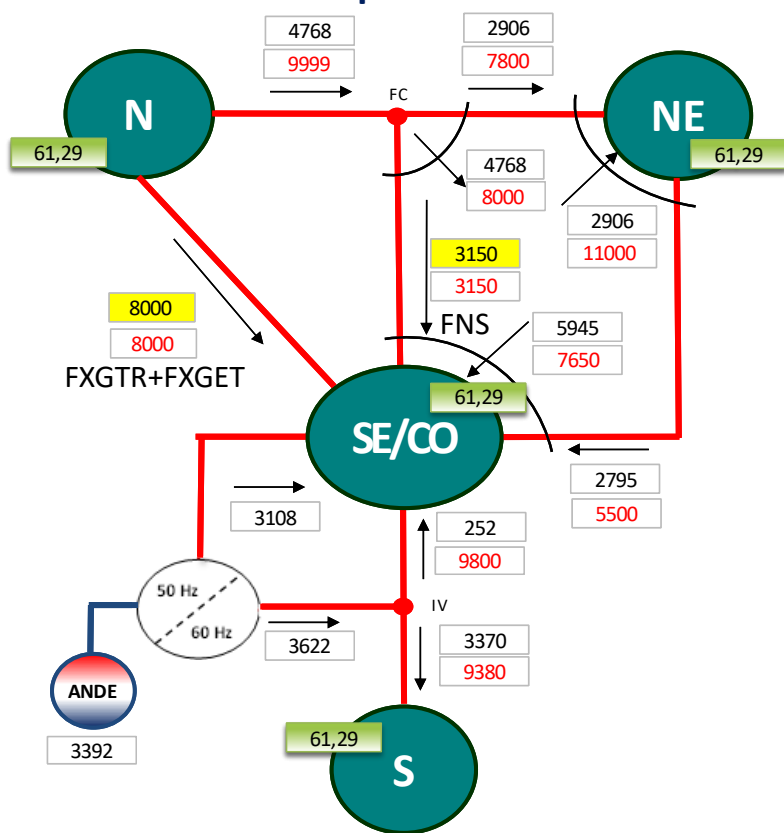 4768
9999
2906
7800
FC
N
61,29
NE
61,29
4768
8000
2906
11000
3150
3150
FNS
8000
8000
FXGTR+FXGET
5945
7650
61,29
SE/CO
2795
5500
3108
252
9800
50 Hz
60 Hz
IV
3622
3370
9380
ANDE
3392
61,29
S